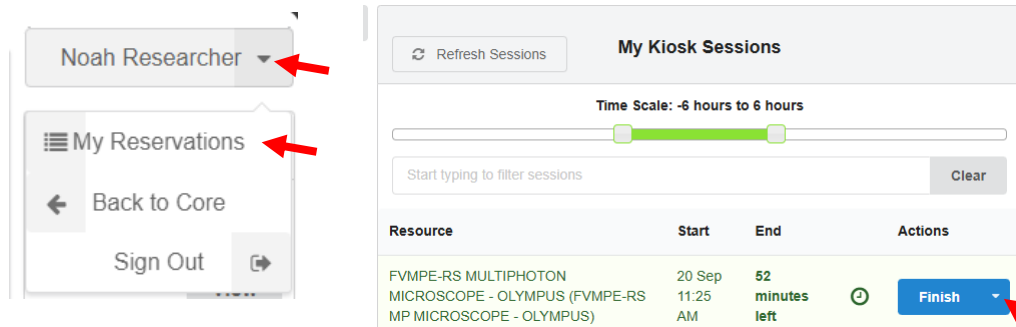 Noah Researcher
My Reservations
Back to Core
Sign Out
Refresh Sessions
My Kiosk Sessions
Time Scale: -6 hours to 6 hours
Start typing to filter sessions
Clear
Resource Start End Actions
FVMPE-RS MULTIPHOTON 20 Sep 52
MICROSCOPE - OLYMPUS (FVMPE-RS 11:25 minutes Finish
MP MICROSCOPE - OLYMPUS) AM left